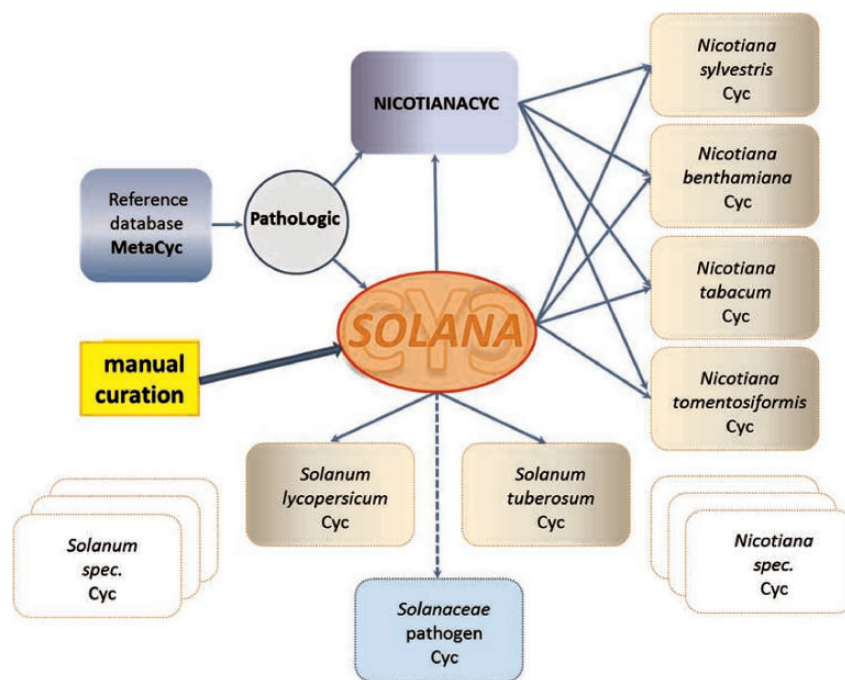 NICOTIANACYC
Nicotiana
sylvestris
Cyc
Nicotiana
benthamiana
Cyc
Reference
database
MetaCyc
PathoLogic
Nicotiana
tabacum
Cyc
CYC
SOLANA
manual
curation
Nicotiana
tomentosiformis
Cyc
Solanum
lycopersicum
Cyc
Solanum
tuberosum
Cyc
Solanum
spec.
Cyc
Nicotiana
spec.
Cyc
Solanaceae
pathogen
Cyc